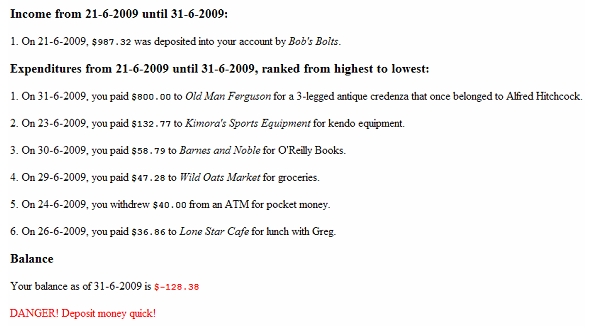 Income from 21-6-2009 until 31-6-2009:
1. On 21-6-2009, $987.32 was deposited into your account by Bob's Bolts.
Expenditures from 21-6-2009 until 31-6-2009, ranked from highest to lowest:
1. On 31-6-2009, you paid $800.00 to Old Man Ferguson for a 3-legged antique credenza that once belonged to Alfred Hitchcock.
2. On 23-6-2009, you paid $132.77 to Kimora's Sports Equipment for kendo equipment.
3. On 30-6-2009, you paid $58.79 to Barnes and Noble for O'Reilly Books.
4. On 29-6-2009, you paid $47.28 to Wild Oats Market for groceries.
5. On 24-6-2009, you withdrew $40.00 from an ATM for pocket money.
6. On 26-6-2009, you paid $36.86 to Lone Star Cafe for lunch with Greg.
Balance
Your balance as of 31-6-2009 is $-128.38
DANGER! Deposit money quick!